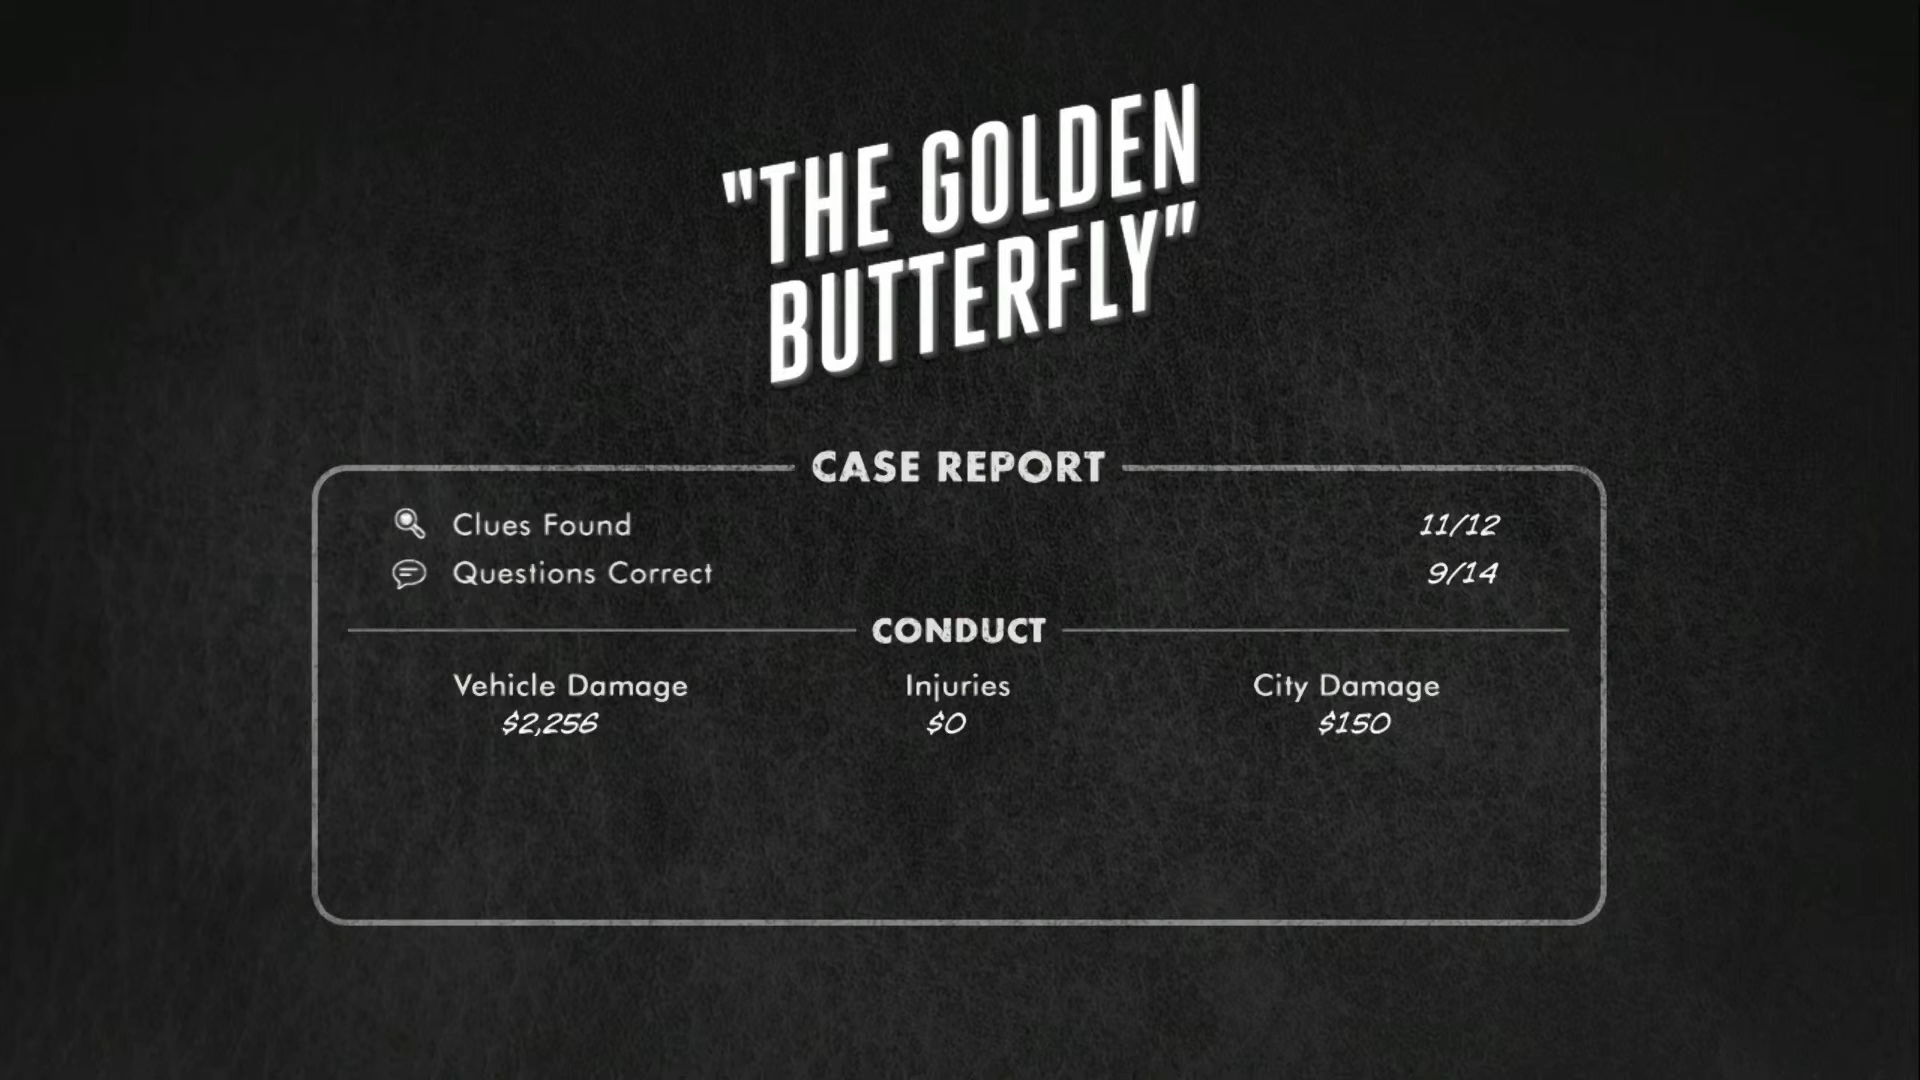 "THE GOLDEN
BUTTERFLY"
CASE REPORT
Clues Found 11/12
Questions Correct 9/14
CONDUCT
Vehicle Damage Injuries City Damage
$2,256 $0 $150